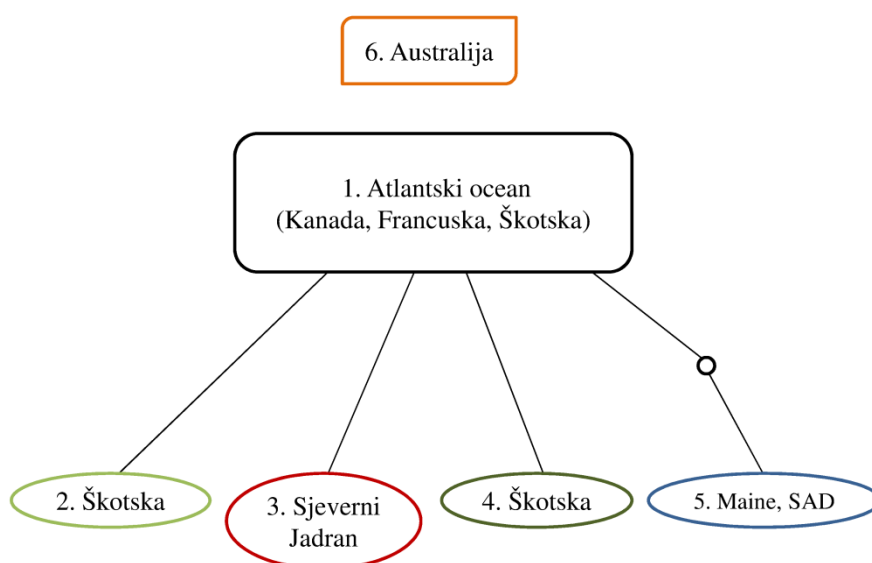 6. Australija
1. Atlantski ocean
(Kanada, Francuska, Škotska)
2. Škotska
3. Sjeverni
Jadran
4. Škotska
5. Maine, SAD